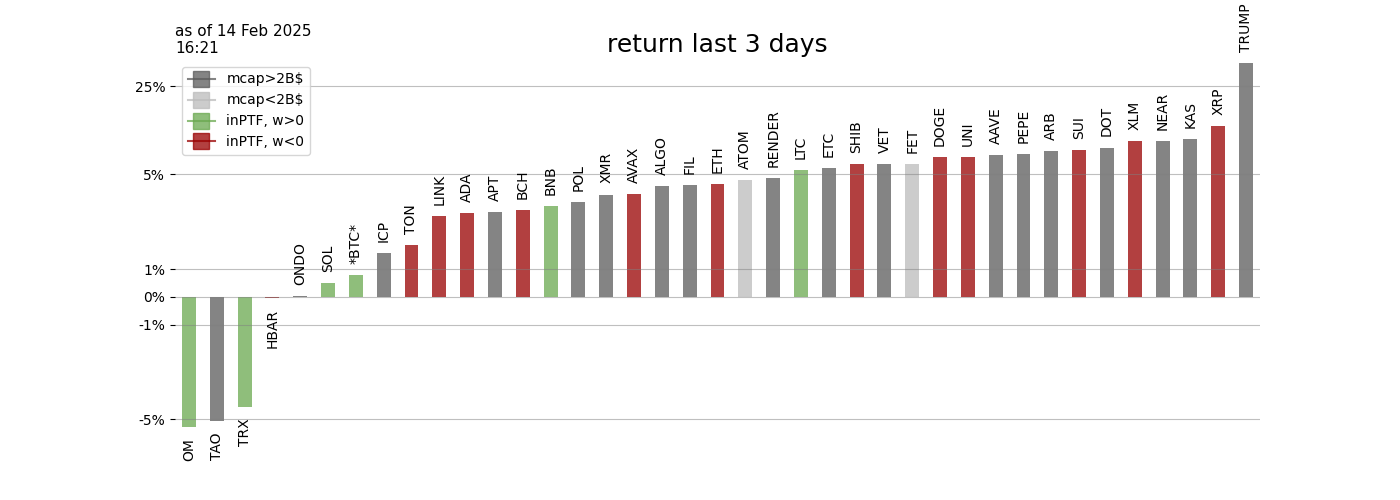 as of 14 Feb 2025
16:21
return last 3 days
mcap>2B$
mcap<2B$
inPTF, w>0
inPTF, w<0
25%
5%
1%
0%
-1%
-5%
OM
TAO
TRX
HBAR
ONDO
SOL
*BTC*
ICP
TON
LINK
ADA
APT
BCH
BNB
POL
XMR
AVAX
ALGO
FIL
ETH
ATOM
RENDER
LTC
ETC
SHIB
VET
FET
DOGE
UNI
AAVE
PEPE
ARB
SUI
DOT
XLM
NEAR
KAS
XRP
TRUMP